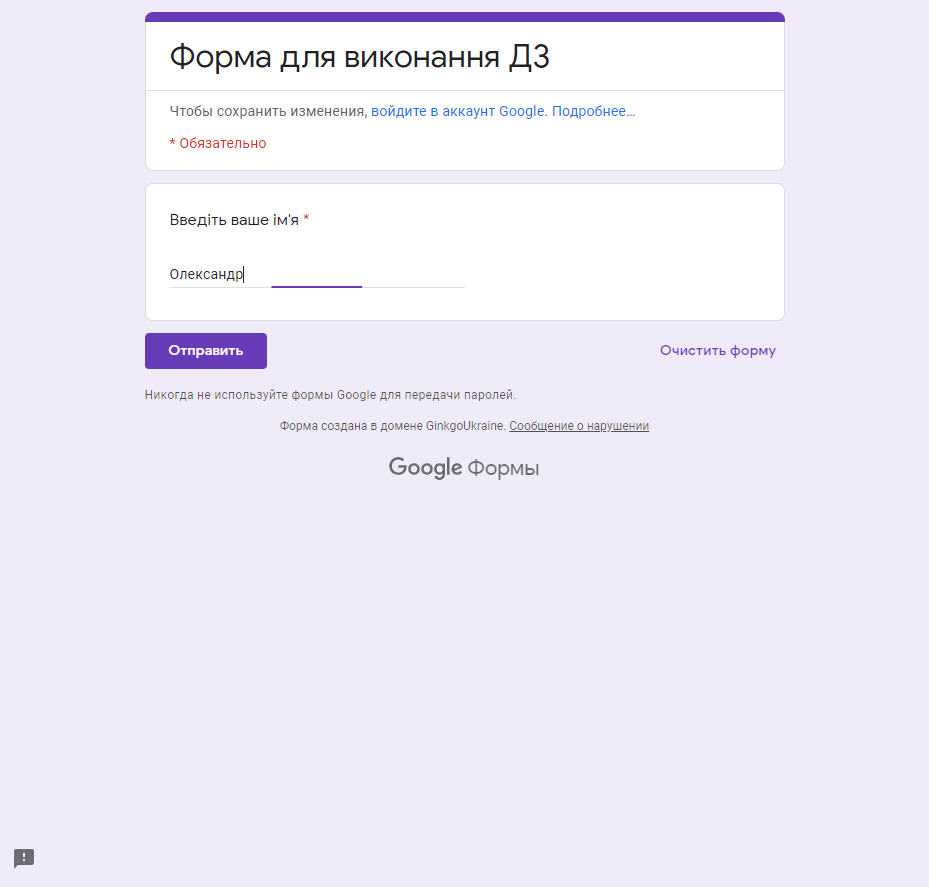 Форма для виконання ДЗ
Чтобы сохранить изменения, войдите в аккаунт Google. Подробнее…
* Обязательно
Введіть ваше ім'я *
Олександр
Отправить
Очистить форму
Никогда не используйте формы Google для передачи паролей.
Форма создана в домене GinkgoUkraine. Сообщение о нарушении
Google Формы